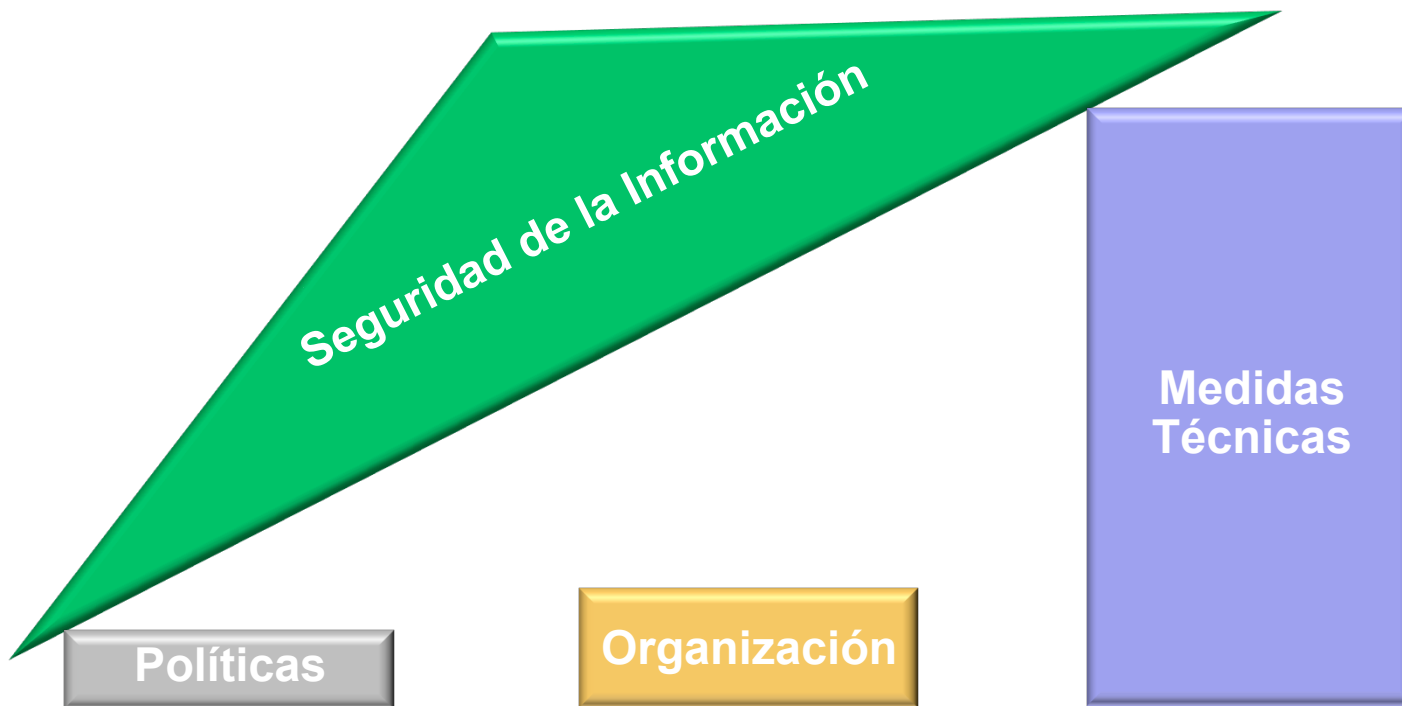 Seguridad de la Información
Medidas
Técnicas
Organización
Políticas